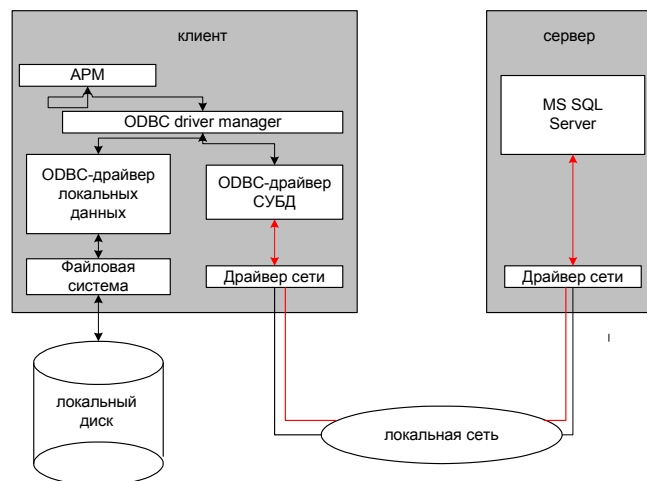 клиент
сервер
АРМ
ODBC driver manager
MS SQL
Server
ODBC-драйвер
локальных
данных
ODBC-драйвер
СУБД
Файловая
система
Драйвер сети
Драйвер сети
локальный
диск
локальная сеть